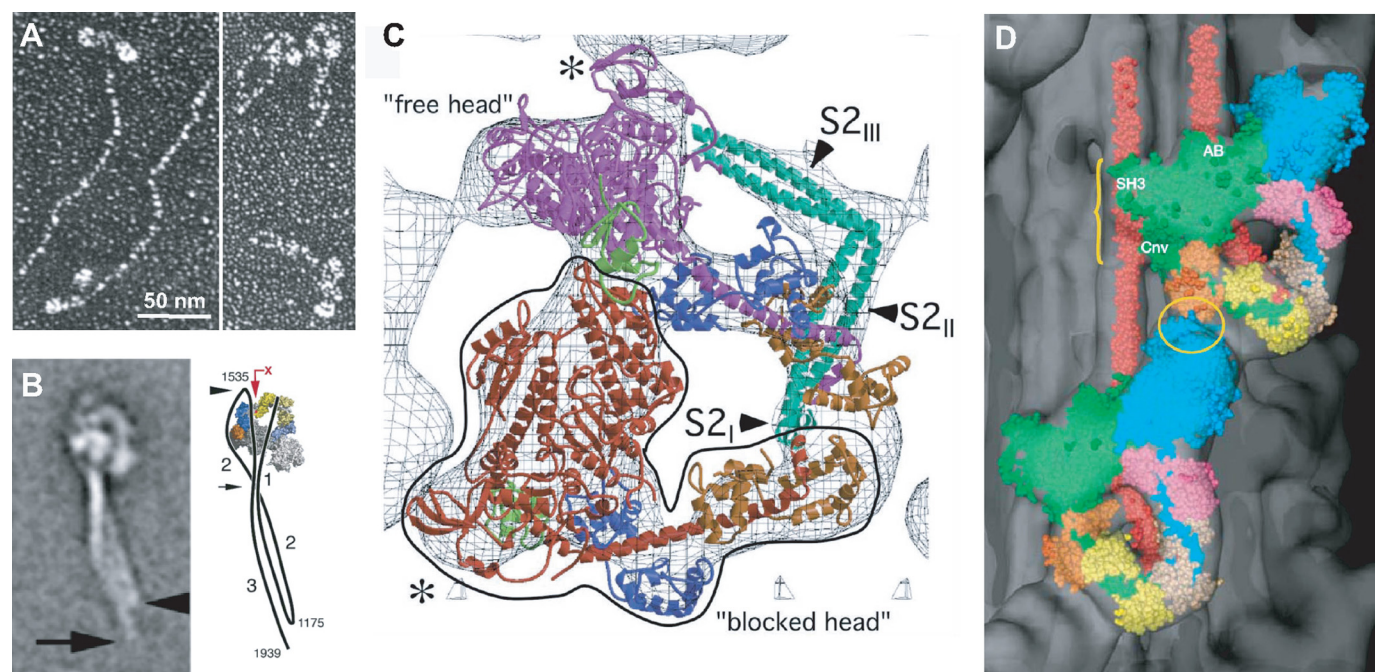 A
50 nm
B
1535
x
2
1
2
3
1175
1939
C
*
"free head"
S2III
S2II
S2I
*
"blocked head"
D
AB
SH3
Cnv